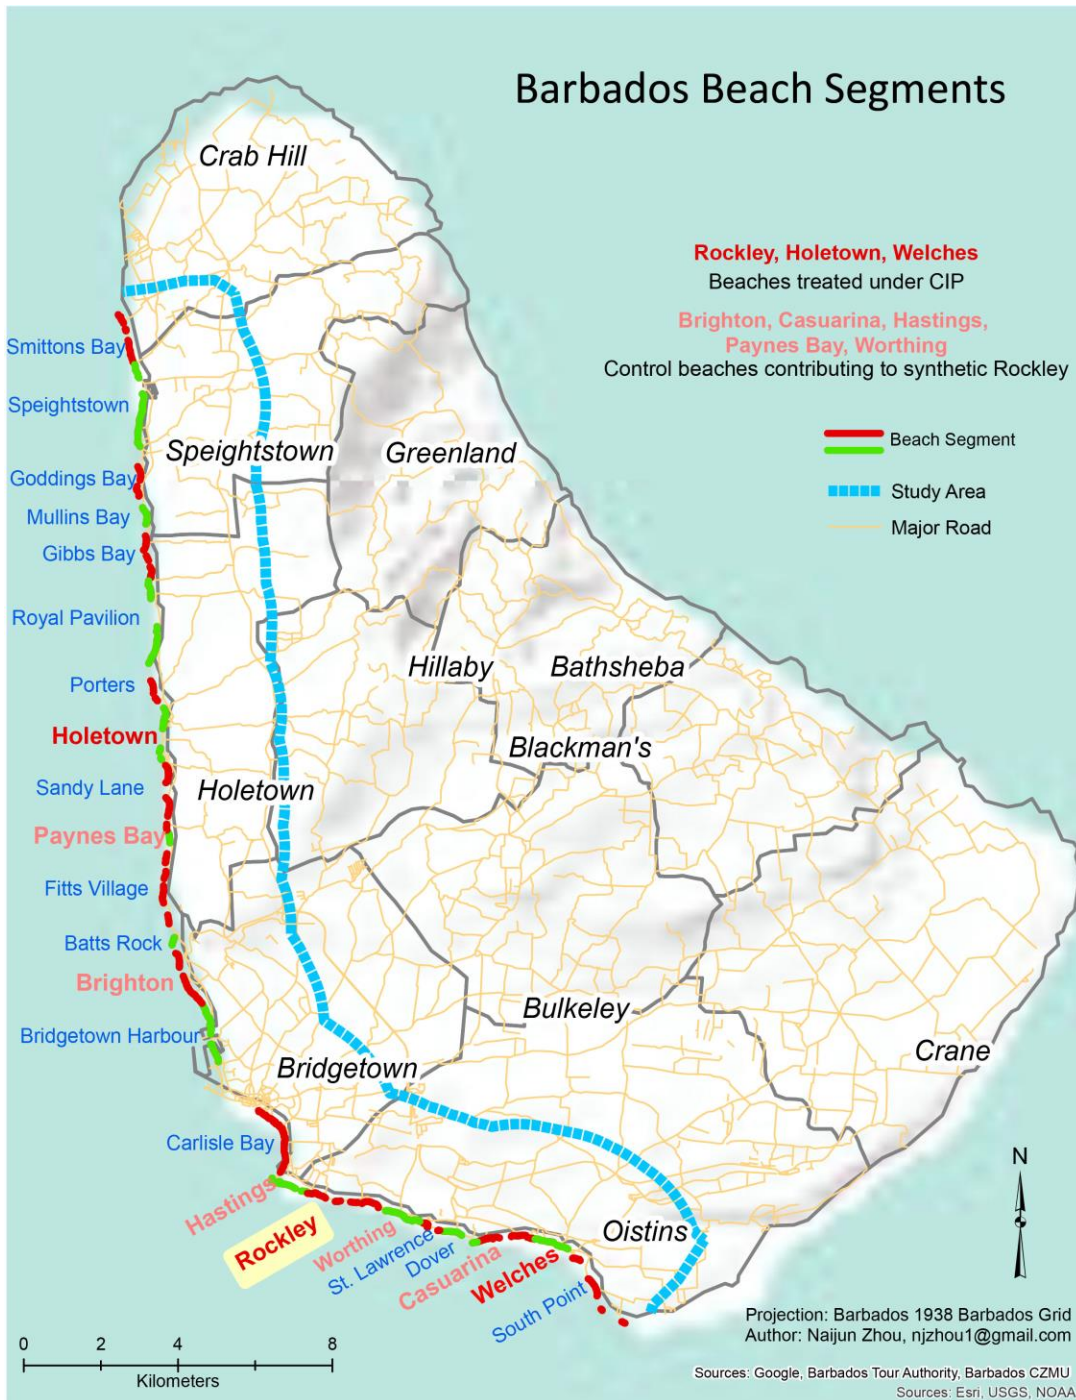 Barbados Beach Segments
Crab Hill
Rockley, Holetown, Welches
Beaches treated under CIP
Brighton, Casuarina, Hastings,
Paynes Bay, Worthing
Control beaches contributing to synthetic Rockley
Smittons Bay
Speightstown
Speightstown
Greenland
Beach Segment
Goddings Bay
Study Area
Mullins Bay
Major Road
Gibbs Bay
Royal Pavilion
Hillaby
Bathsheba
Porters
Holetown
Blackman's
Sandy Lane
Holetown
Paynes Bay
Fitts Village
Batts Rock
Brighton
Bulkeley
Bridgetown Harbour
Crane
Bridgetown
Carlisle Bay
N
Hastings
Rockley
Worthing
St. Lawrence
Dover
Casuarina
Welches
South Point
Oistins
Projection: Barbados 1938 Barbados Grid
Author: Naijun Zhou, njzhou1@gmail.com
0 4 8
Kilometers
Sources: Google, Barbados Tour Authority, Barbados CZMU
Sources: Esri, USGS, NOAA